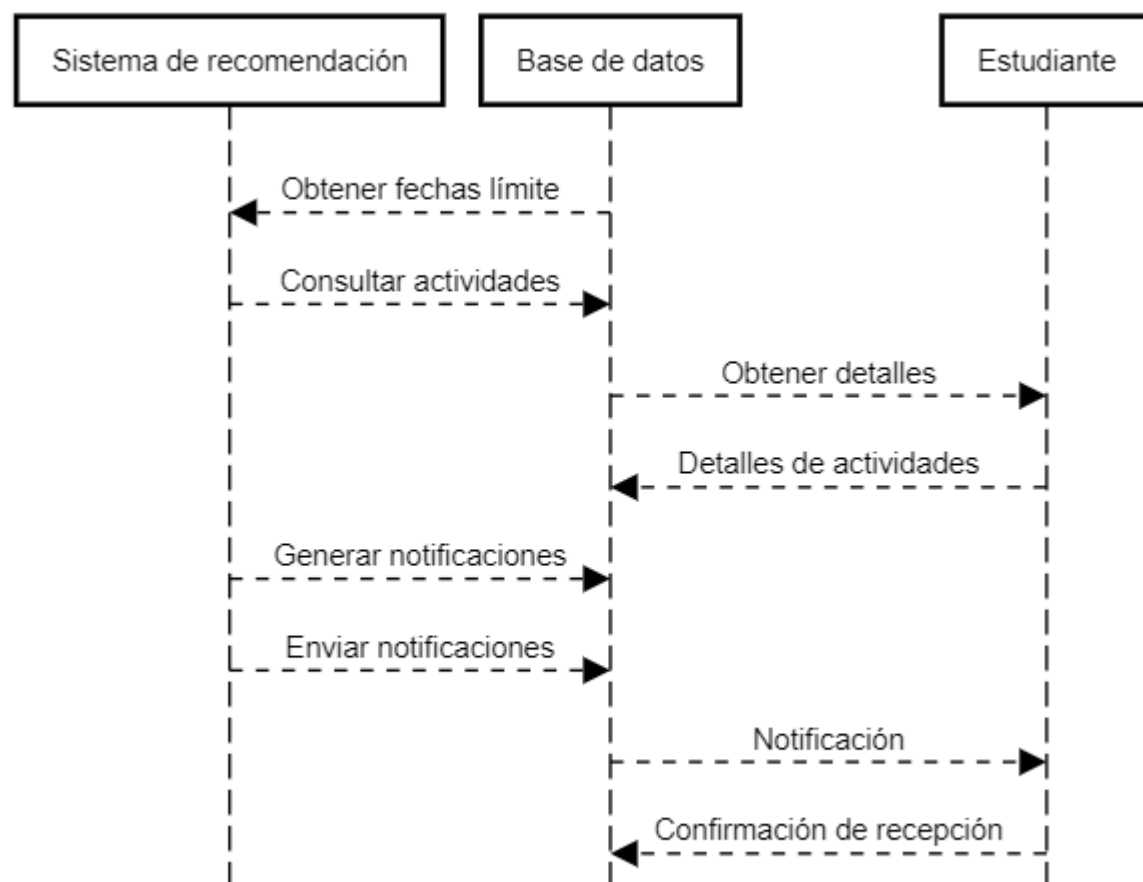 Sistema de recomendación
Base de datos
Estudiante
Obtener fechas límite
Consultar actividades
Obtener detalles
Detalles de actividades
Generar notificaciones
Enviar notificaciones
Notificación
Confirmación de recepción